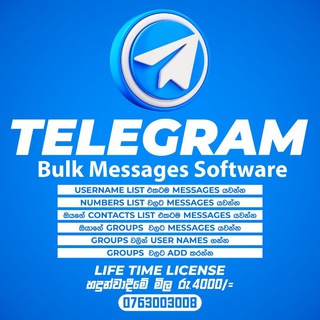 TELEGRAM
Bulk Messages Software
USERNAME LIST එකටම MESSAGES යවන්න
NUMBERS LIST වලට MESSAGES යවන්න
ඔයාගේ CONTACTS LIST එකටම MESSAGES යවන්න
ඔයාගේ GROUPS වලට MESSAGES යවන්න
GROUPS වලින් USER NAMES ගන්න
GROUPS වලට ADD කරන්න
LIFE TIME LICENSE
හඳුන්වාදීමේ මිල රු.4000/=
0763003008